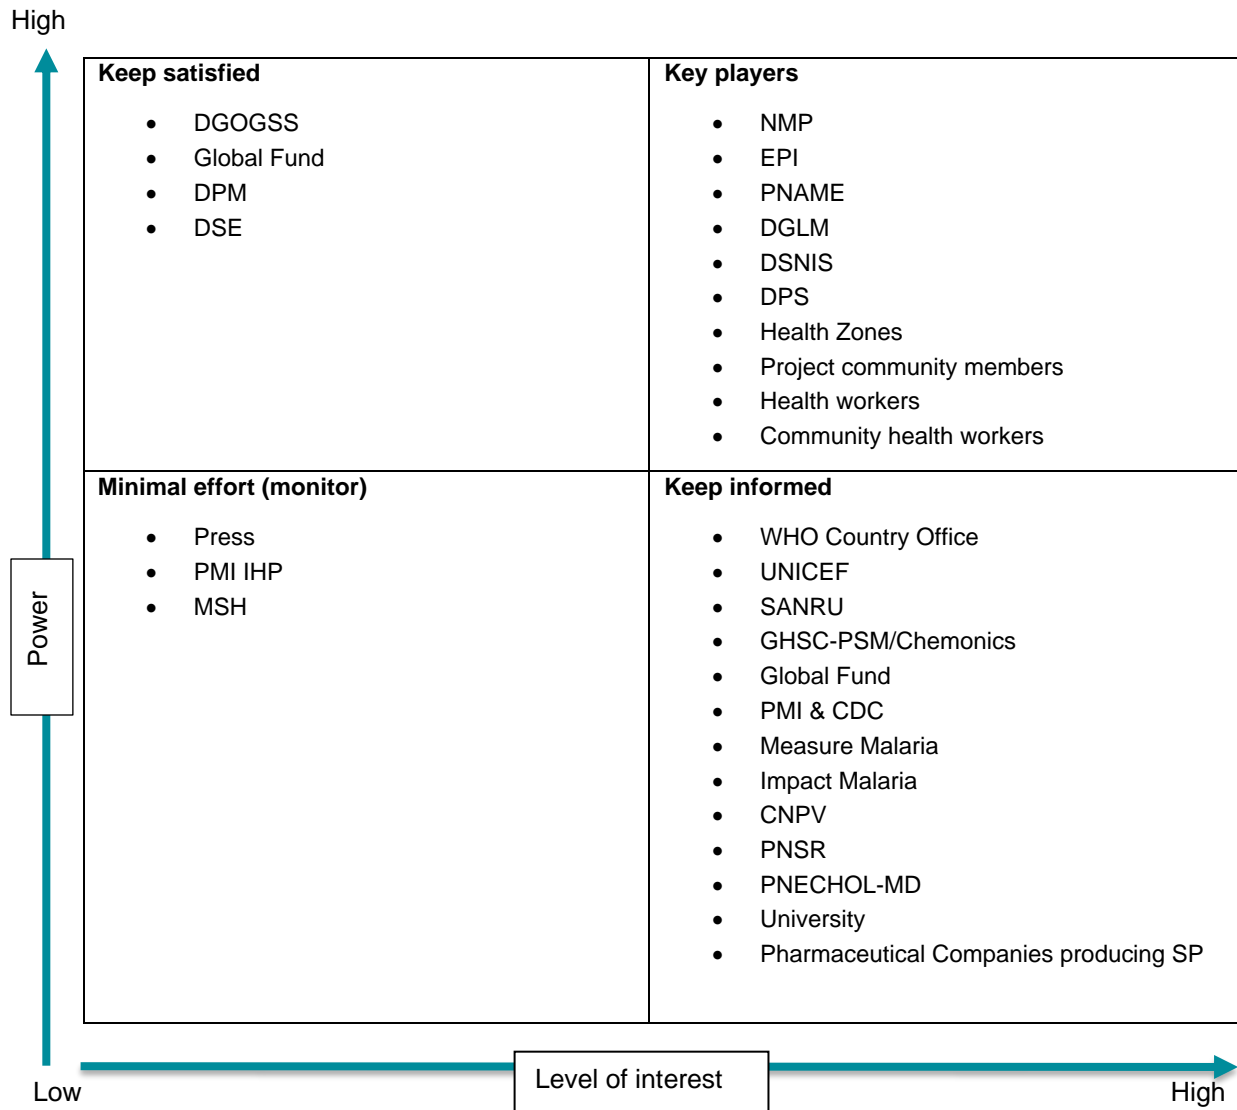 High
Keep satisfied
• DGOGSS
• Global Fund
• DPM
• DSE
Key players
• NMP
• EPI
• PNAME
• DGLM
• DSNIS
• DPS
• Health Zones
• Project community members
• Health workers
• Community health workers
Minimal effort (monitor)
• Press
• PMI IHP
• MSH
Keep informed
• WHO Country Office
• UNICEF
• SANRU
• GHSC-PSM/Chemonics
• Global Fund
• PMI & CDC
• Measure Malaria
• Impact Malaria
• CNPV
• PNSR
• PNECHOL-MD
• University
• Pharmaceutical Companies producing SP
Power
Low
Level of interest
High